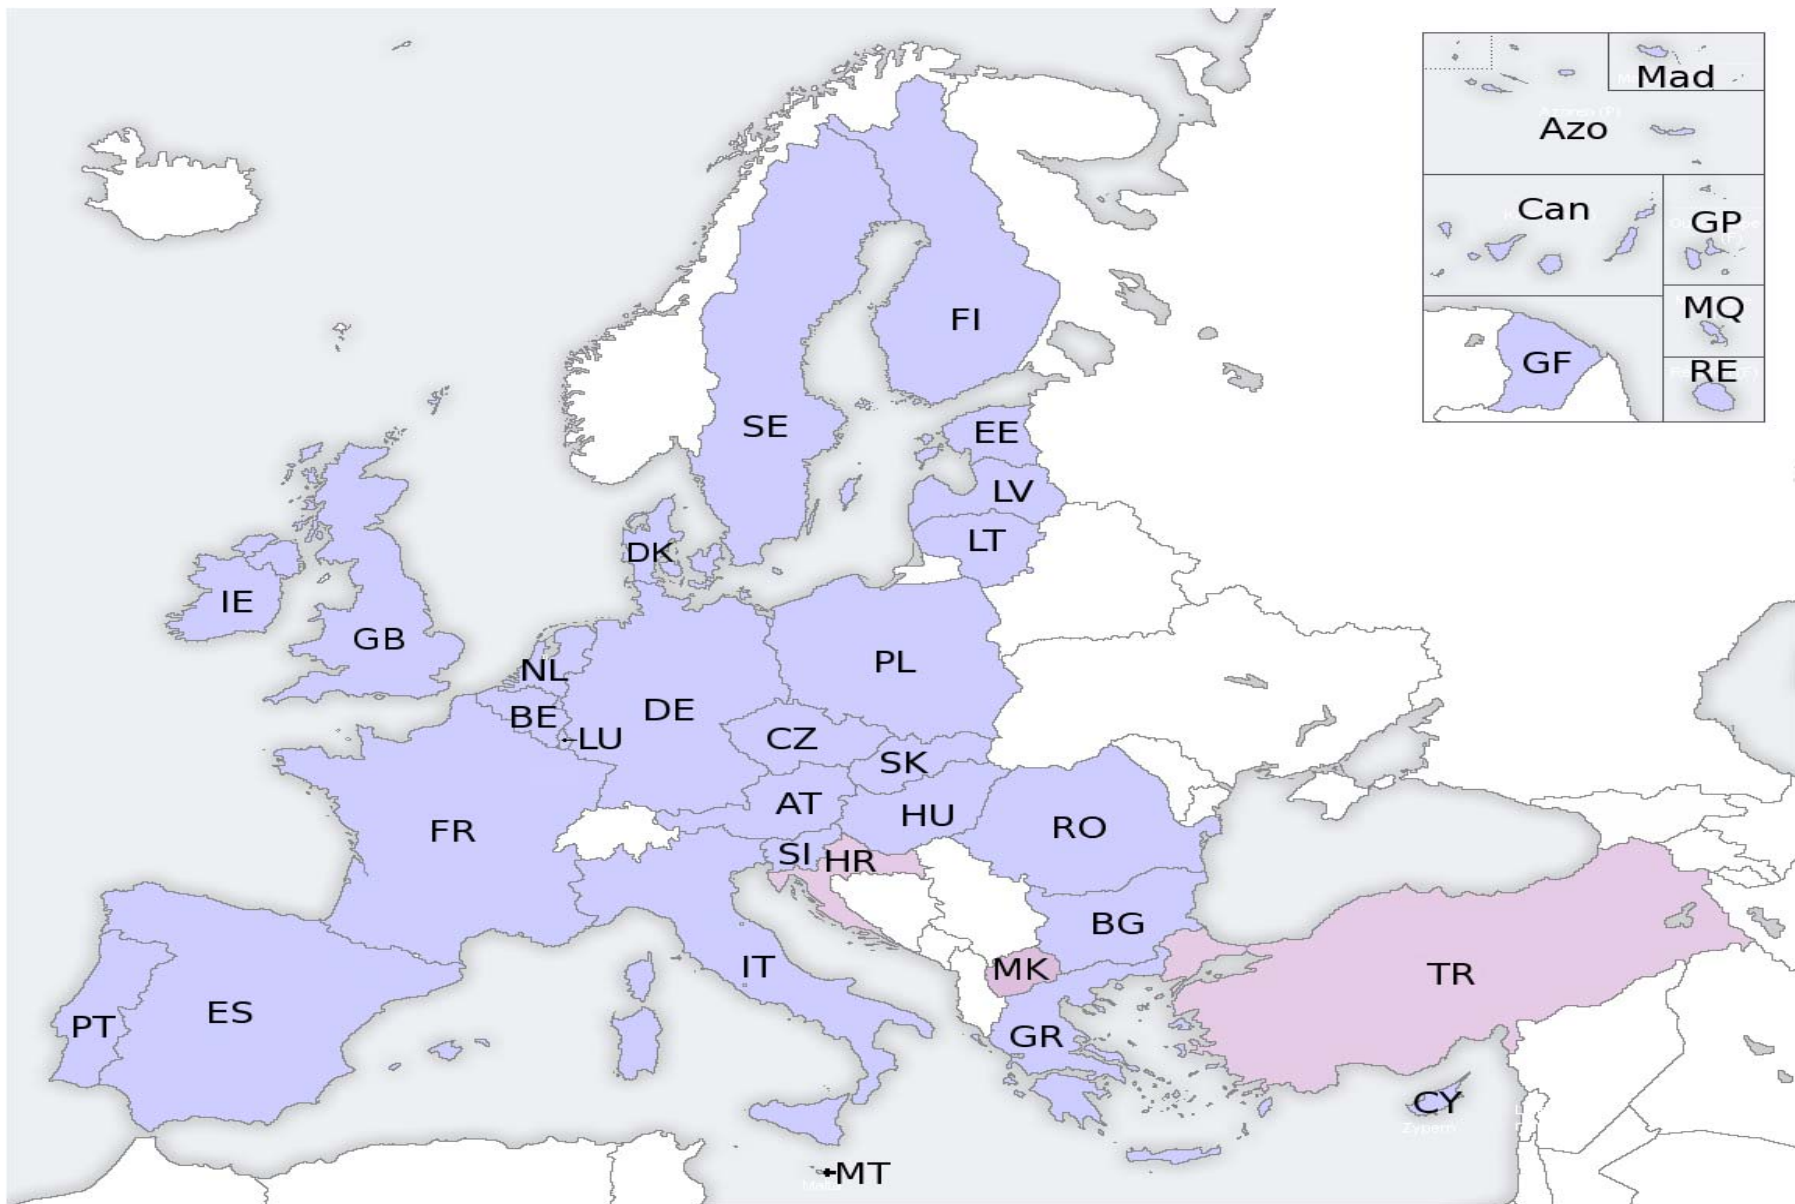 Mad
Azo
Can
GP
MQ
GF
RE
FI
SE
EE
LV
LT
DK
IE
GB
NL
PL
DE
BE
LU
CZ
SK
AT
HU
FR
RO
SI
HR
BG
IT
MK
TR
ES
PT
GR
CY
Zypern
MT